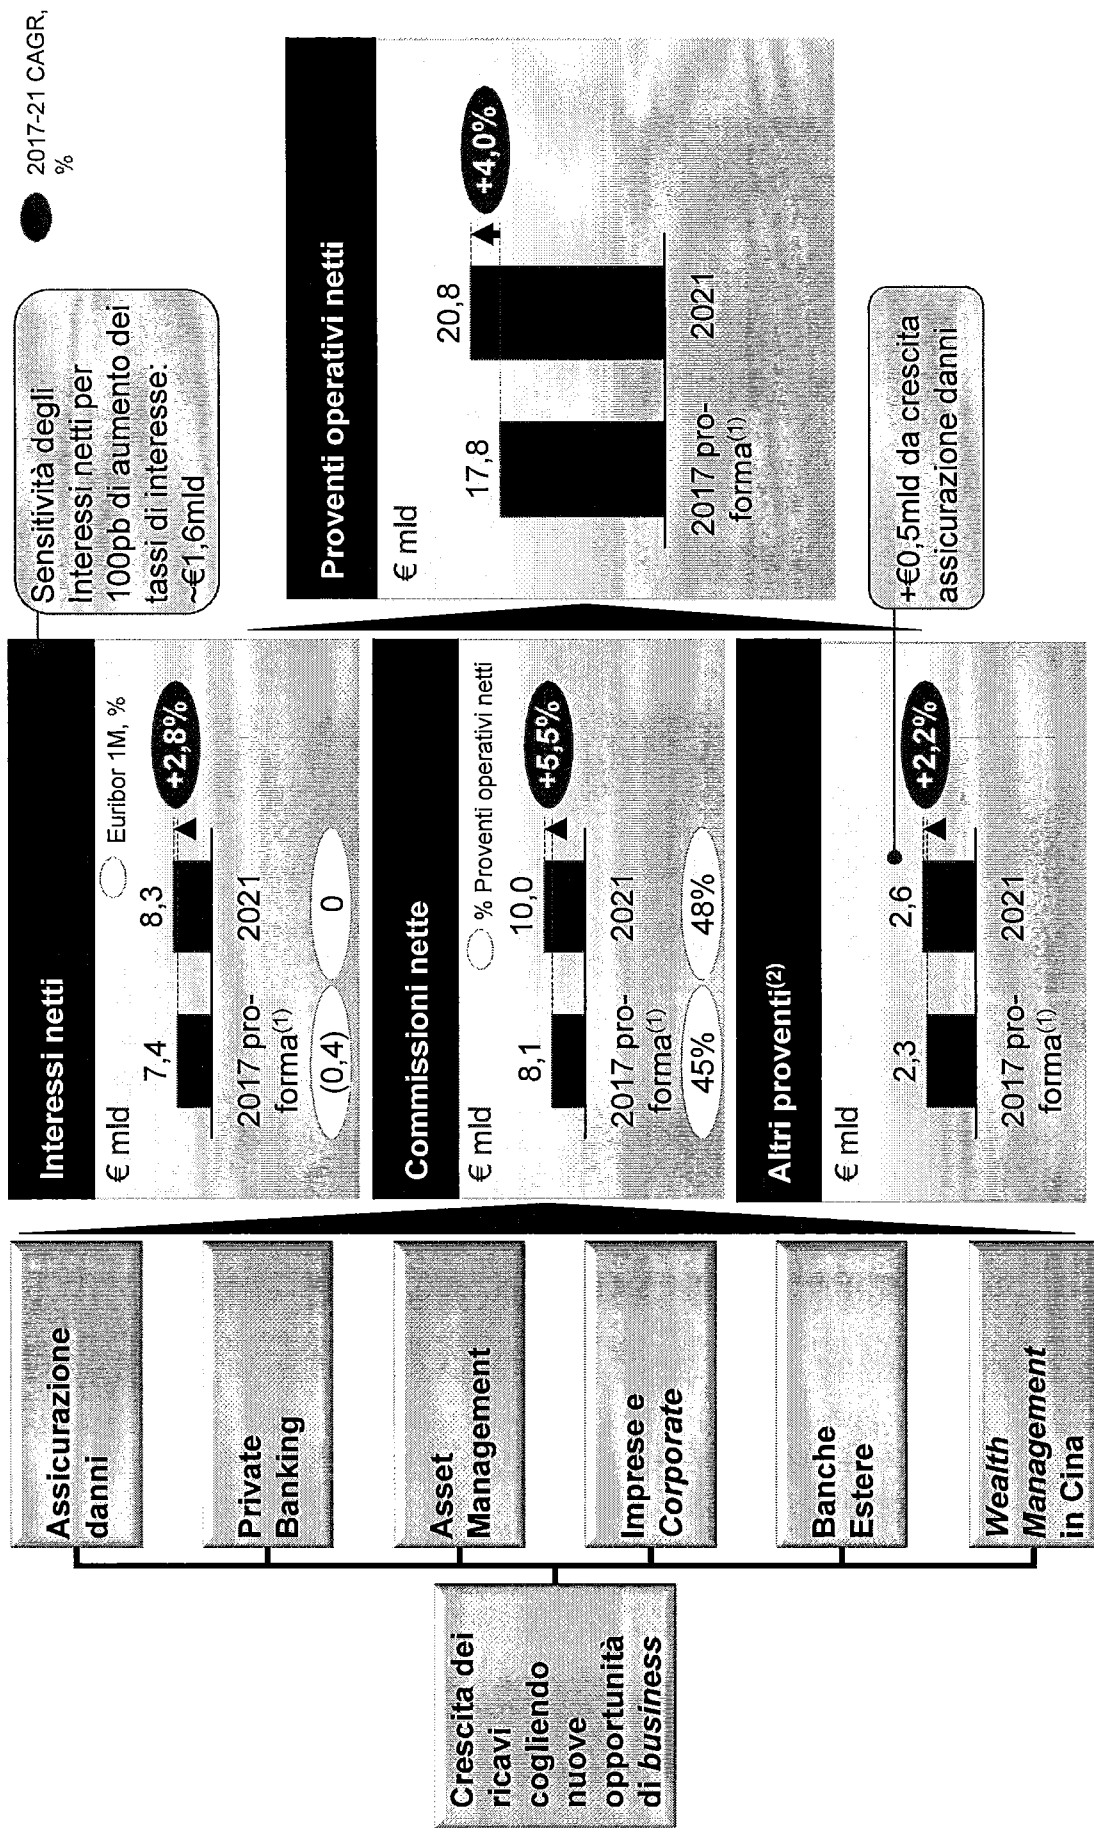 2017-21 CAGR,
%
Crescita dei
ricavi
cogliendo
nuove
opportunità
di business
Assicurazione
danni
Private
Banking
Asset
Management
Imprese e
Corporate
Banche
Estere
Wealth
Management
in Cina
Interessi netti
€ mld
Euribor 1M, %
7,4
8,3
+2,8%
2017 pro-
forma(1)
2021
(0,4)
0
Sensitività degli
Interessi netti per
100pb di aumento dei
tassi di interesse:
~€1,6mld
Commissioni nette
€ mld
% Proventi operativi netti
8,1
10,0
+5,5%
2017 pro-
forma(1)
2021
45%
48%
Altri proventi(2)
€ mld
2,3
2,6
+2,2%
2017 pro-
forma(1)
2021
+€0,5mld da crescita
assicurazione danni
Proventi operativi netti
€ mld
17,8
20,8
+4,0%
2017 pro-
forma(1)
2021